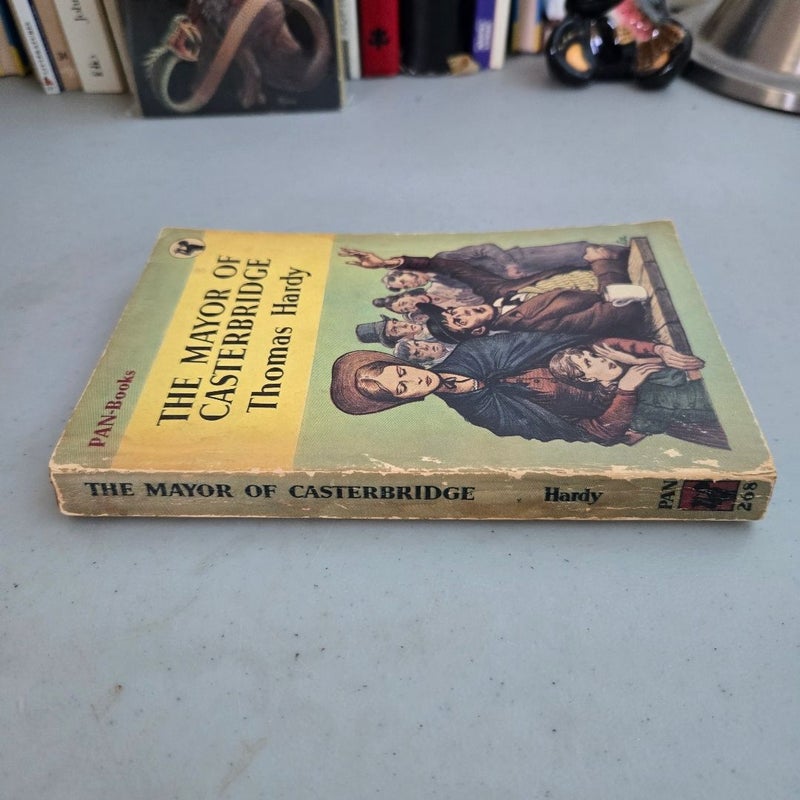 PAN-Books
THE MAYOR OF
CASTERBRIDGE
Thomas Hardy
THE MAYOR OF CASTERBRIDGE
Hardy
PAN
268